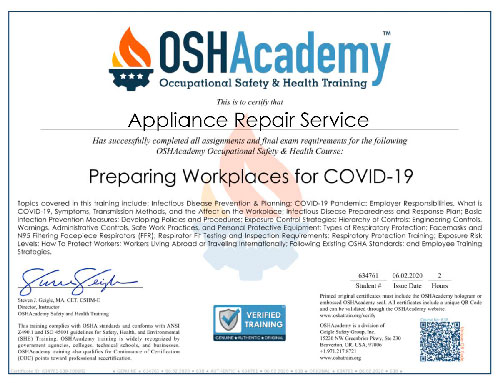 OSHAcademy™
Occupational Safety & Health Training
This is to certify that
Appliance Repair Service
Has successfully completed all assignments and final exam requirements for the following
OSHAcademy Occupational Safety & Health Course:
Preparing Workplaces for COVID-19
Topics covered in this training include: Infectious Disease Prevention & Planning; COVID-19 Pandemic; Employer Responsibilities, What is
COVID-19, Symptoms, Transmission Methods, and the Affect on the Workplace; Infectious Disease Preparedness and Response Plan; Basic
Infection Prevention Measures; Developing Policies and Procedures; Exposure Control Strategies; Hierarchy of Controls: Engineering Controls,
Warnings, Administrative Controls, Safe Work Practices, and Personal Protective Equipment; Types of Respiratory Protection; Facemasks and
N95 Filtering Facepiece Respirators (FFR), Respirator Fit Testing and Inspection Requirements; Respiratory Protection Training; Exposure Risk
Levels; How To Protect Workers; Workers Living Abroad or Traveling Internationally; Following Existing OSHA Standards; and Employee Training
Strategies.
Steven J. Geigle, MA, CET, CSHM
Director, Instructor
OSHAcademy Safety and Health Training
634761 06.02.2020 2
Student # Issue Date Hours
Printed original certificates must include the OSHAcademy hologram or
embossed OSHAcademy seal. All certificates include a unique QR Code
and can be validated through the OSHAcademy website
www.oshatrain.org/verify
This training complies with OSHA standards and conforms with ANSI
Z490.1 and ISO 45001 guidelines for Safety, Health, and Environmental
(SHE) Training. OSHAcademy training is widely recognized by
government agencies, colleges, technical schools, and businesses.
OSHAcademy training also qualifies for Continuance of Certification
(COC) points toward professional recertification.
VERIFIED
TRAINING
GENUINE AUTHENTIC ORIGINAL
OSHAcademy is a division of
Geigle Safety Group, Inc.
15220 NW Greenbrier Pkwy, Ste 230
Beaverton, OR, USA, 97006
+1.971.217.8721
www.oshatrain.org